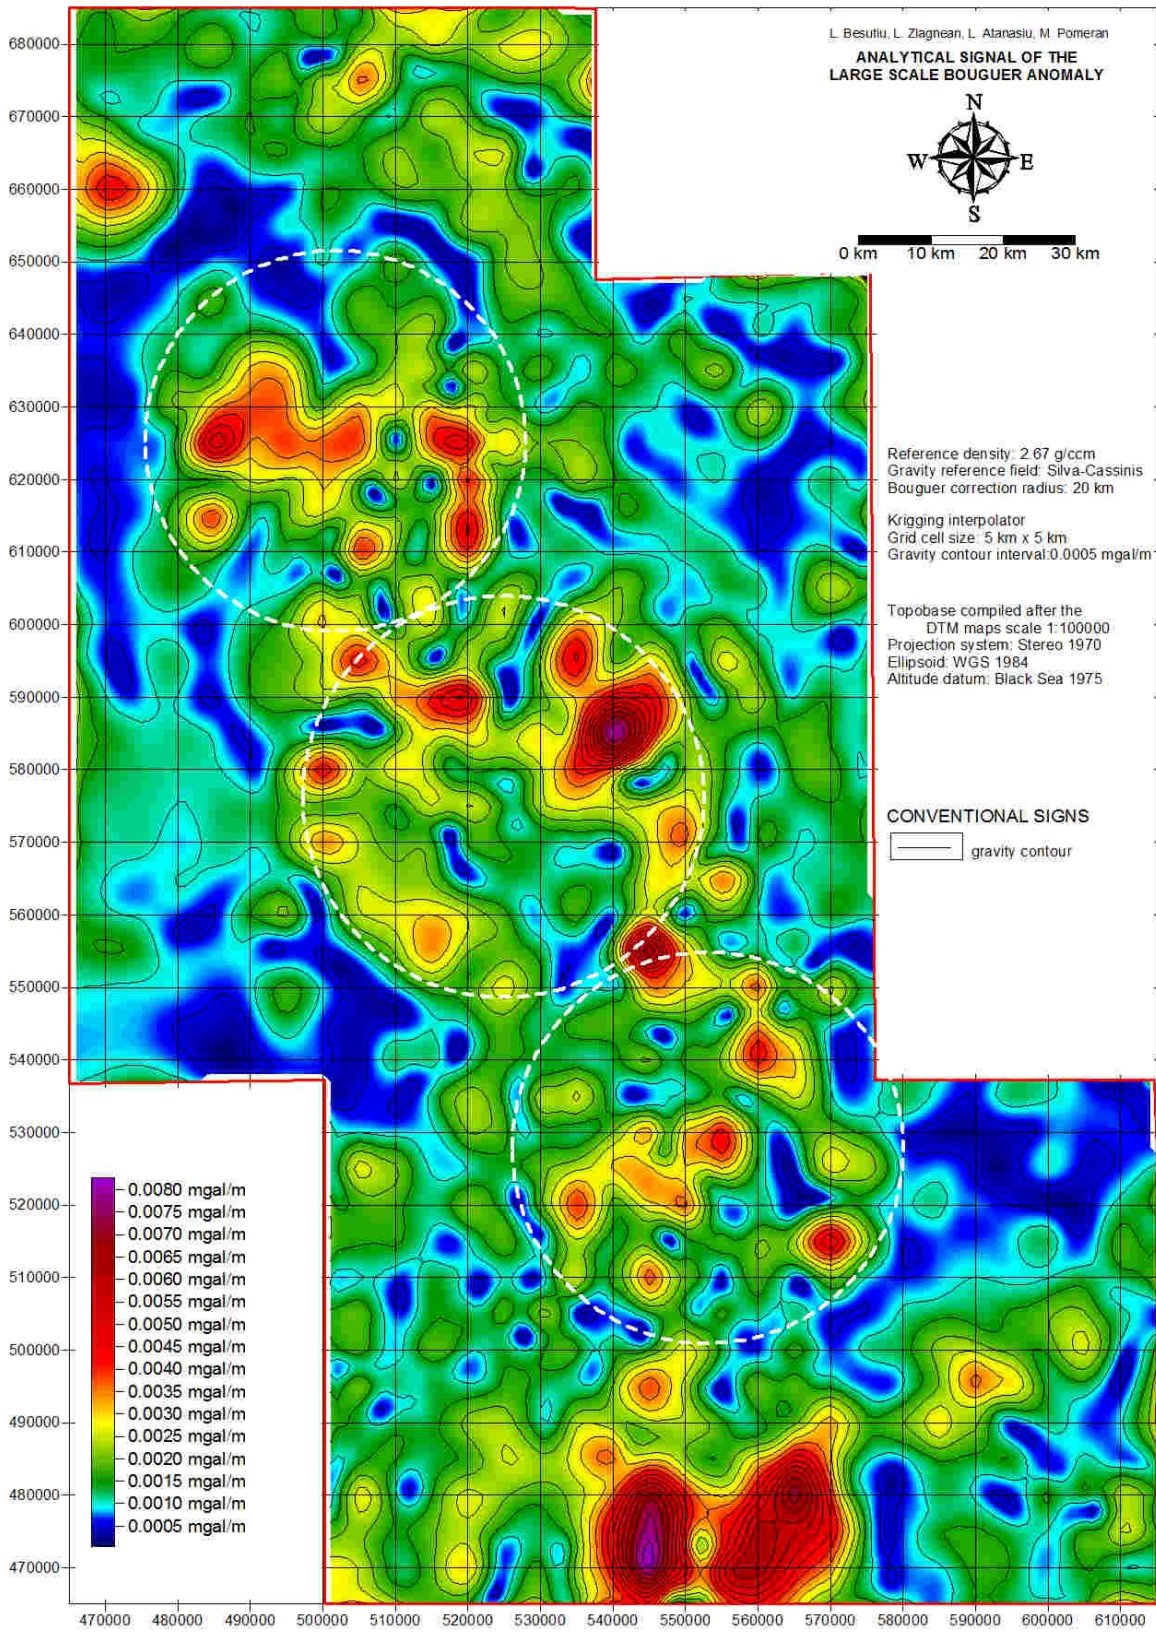 L. Besutiu, L. Zlagnean, L. Atanasiu, M. Pomeran
ANALYTICAL SIGNAL OF THE
LARGE SCALE BOUGUER ANOMALY
N
W E
S
0 km 10 km 20 km 30 km
Reference density: 2.67 g/ccm
Gravity reference field: Silva-Cassinis
Bouguer correction radius: 20 km
Krigging interpolator
Grid cell size: 5 km x 5 km
Gravity contour interval:0.0005 mgal/m
Topobase compiled after the
DTM maps scale 1:100000
Projection system: Stereo 1970
Ellipsoid: WGS 1984
Altitude datum: Black Sea 1975
CONVENTIONAL SIGNS
gravity contour
680000
670000
660000
650000
640000
630000
620000
610000
600000
590000
580000
570000
560000
550000
540000
530000
520000
510000
500000
490000
480000
470000
0.0080 mgal/m
0.0075 mgal/m
0.0070 mgal/m
0.0065 mgal/m
0.0060 mgal/m
0.0055 mgal/m
0.0050 mgal/m
0.0045 mgal/m
0.0040 mgal/m
0.0035 mgal/m
0.0030 mgal/m
0.0025 mgal/m
0.0020 mgal/m
0.0015 mgal/m
0.0010 mgal/m
0.0005 mgal/m
470000 480000 490000 500000 510000 520000 530000 540000 550000 560000 570000 580000 590000 600000 610000